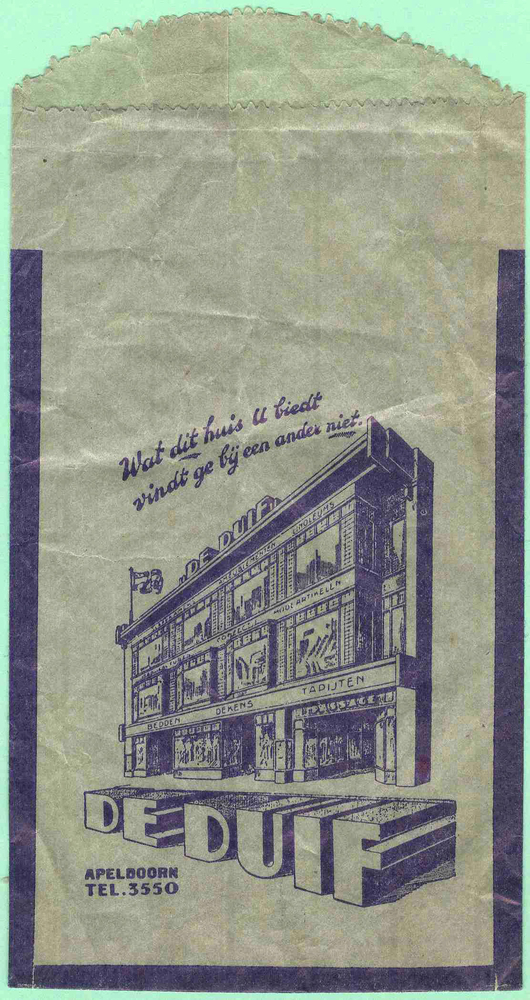 Wat dit huis U biedt
vindt ge bij een ander niet.
DE DUIF
LINOLEUMS
MODEARTIKELEN
BEDDEN DEKENS TAPIJTEN
DE DUIF
APELDOORN
TEL. 3550